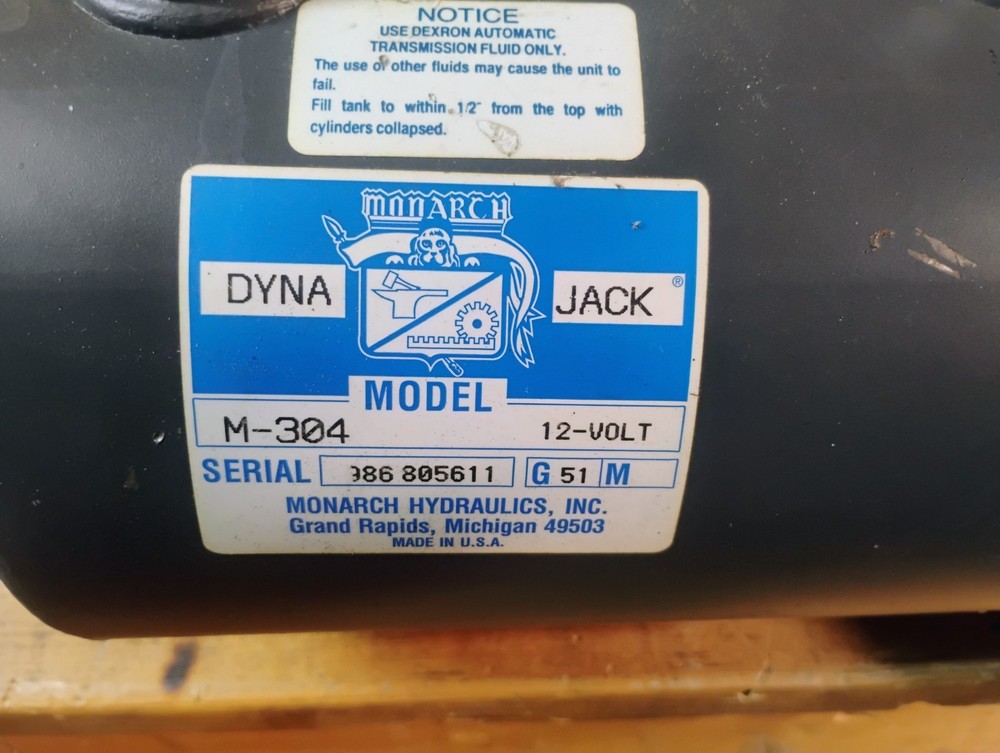 NOTICE
USE DEXRON AUTOMATIC
TRANSMISSION FLUID ONLY.
The use of other fluids may cause the unit to
fail.
Fill tank to within 1/2" from the top with
cylinders collapsed.
MONARCH
DYNA JACK ®
MODEL
M-304 12-VOLT
SERIAL 86 805611 G 51 M
MONARCH HYDRAULICS, INC.
Grand Rapids, Michigan 49503
MADE IN U.S.A.